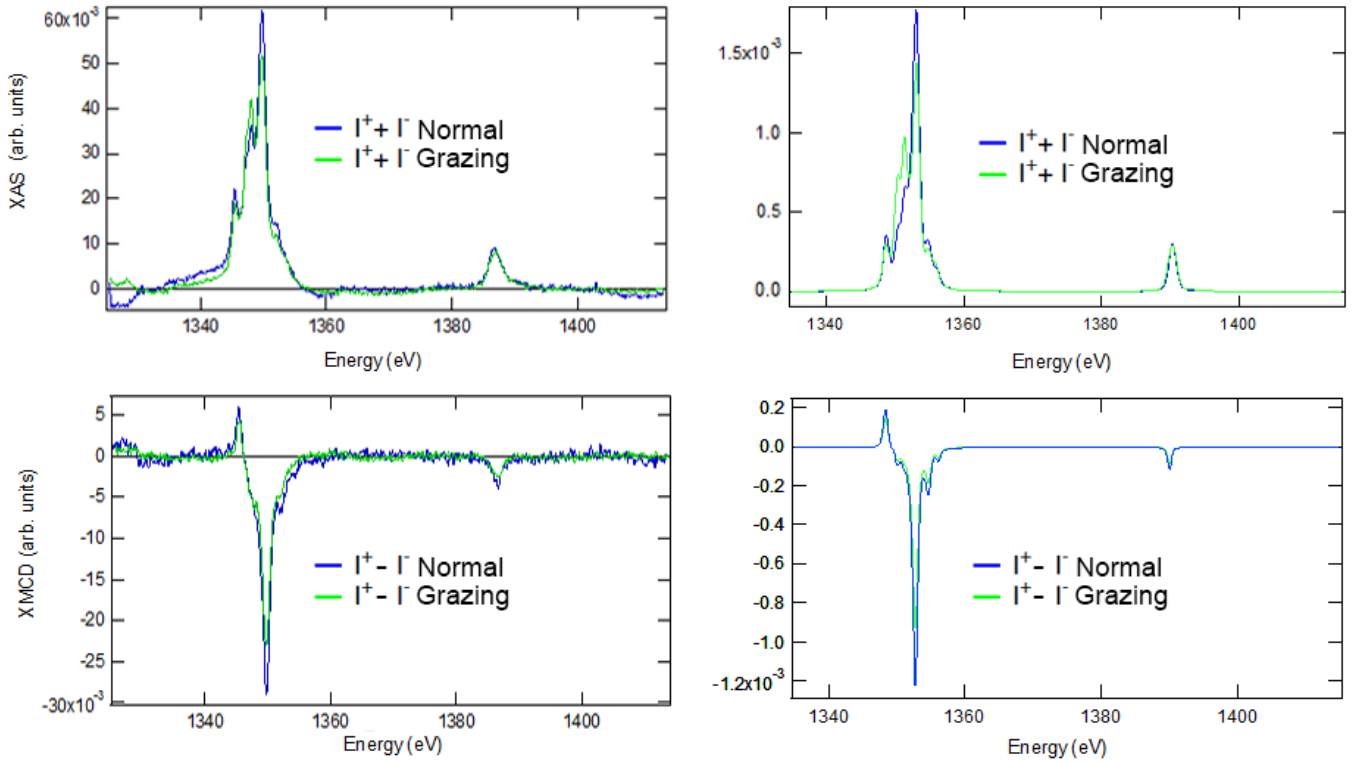 60x10⁻³
50
40
30
20
10
0
XAS (arb. units)
I⁺+ I⁻ Normal
I⁺+ I⁻ Grazing
1340
1360
1380
1400
Energy (eV)
1.5x10⁻³
1.0
0.5
0.0
I⁺+ I⁻ Normal
I⁺+ I⁻ Grazing
1340
1360
1380
1400
Energy (eV)
5
0
-5
-10
-15
-20
-25
-30x10⁻³
XMCD (arb. units)
I⁺− I⁻ Normal
I⁺− I⁻ Grazing
1340
1360
1380
1400
Energy (eV)
0.2
0.0
-0.2
-0.4
-0.6
-0.8
-1.0
-1.2x10⁻³
I⁺− I⁻ Normal
I⁺− I⁻ Grazing
1340
1360
1380
1400
Energy (eV)